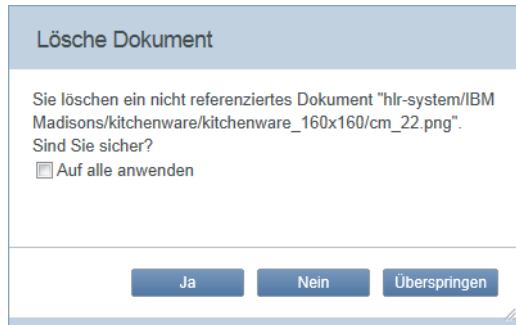 Lösche Dokument
Sie löschen ein nicht referenziertes Dokument "hlr-system/IBM
Madisons/kitchenware/kitchenware_160x160/cm_22.png".
Sind Sie sicher?
Auf alle anwenden
Ja Nein Überspringen